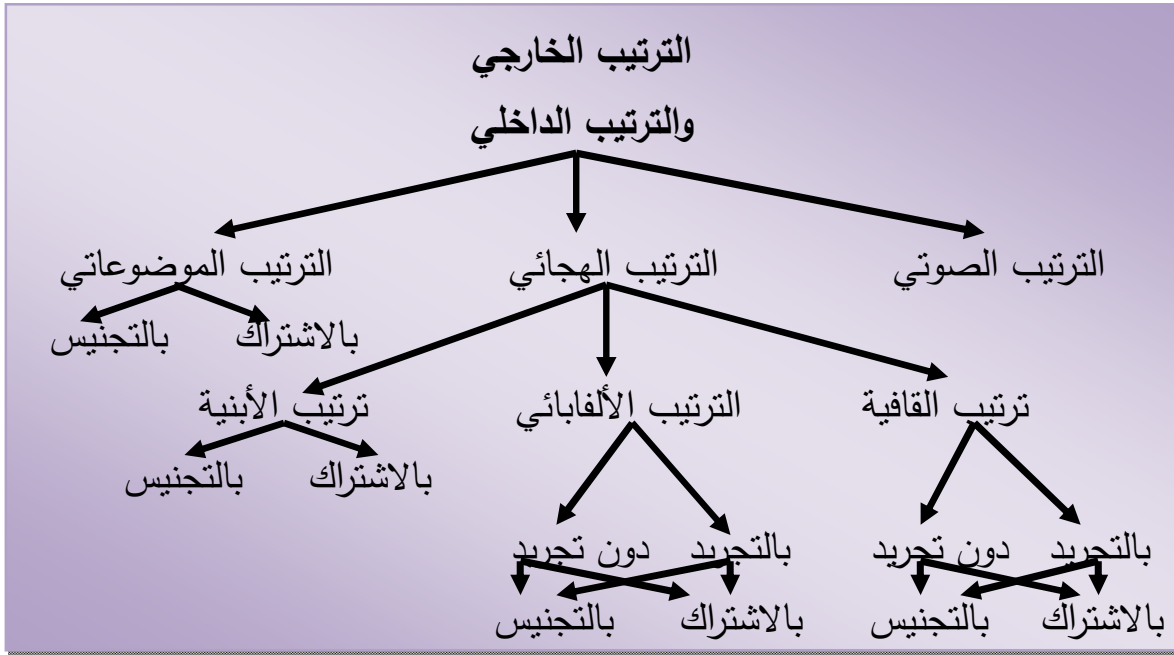 الترتيب الخارجي
والترتيب الداخلي
الترتيب الصوتي
الترتيب الهجائي
الترتيب الموضوعاتي
بالاشتراك
بالتجنيس
ترتيب القافية
الترتيب الألفابائي
ترتيب الأبنية
بالاشتراك
بالتجنيس
بالتجريد
دون تجريد
بالتجريد
دون تجريد
بالاشتراك
بالتجنيس
بالاشتراك
بالتجنيس